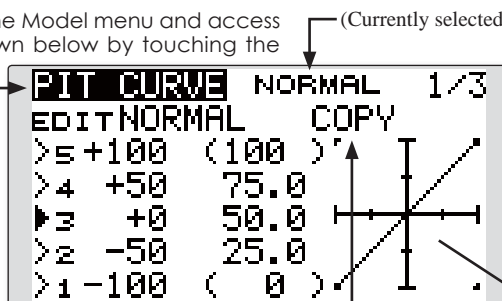 ne Model menu and access
wn below by touching the
(Currently selected
PIT CURVE NORMAL 1/3
EDIT NORMAL COPY
>5 +100 (100 )
>4 +50 75.0
▶3 +0 50.0
>2 -50 25.0
>1 -100 ( 0 )